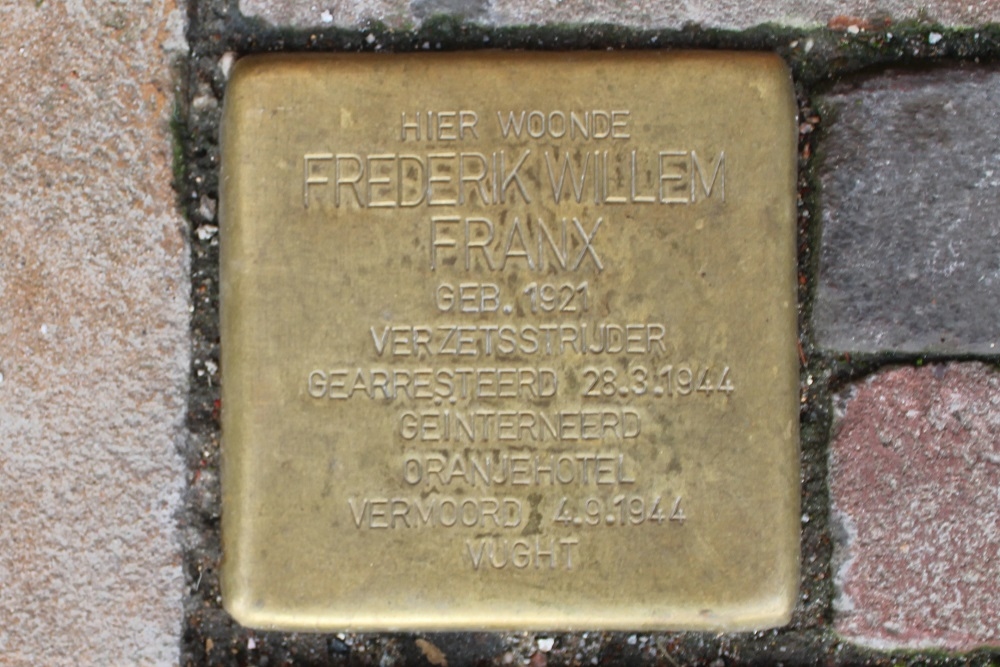 HIER WOONDE
FREDERIK WILLEM
FRANX
GEB. 1921
VERZETSSTRIJDER
GEARRESTEERD 28.3.1944
GEÏNTERNEERD
ORANJEHOTEL
VERMOORD 4.9.1944
VUGHT